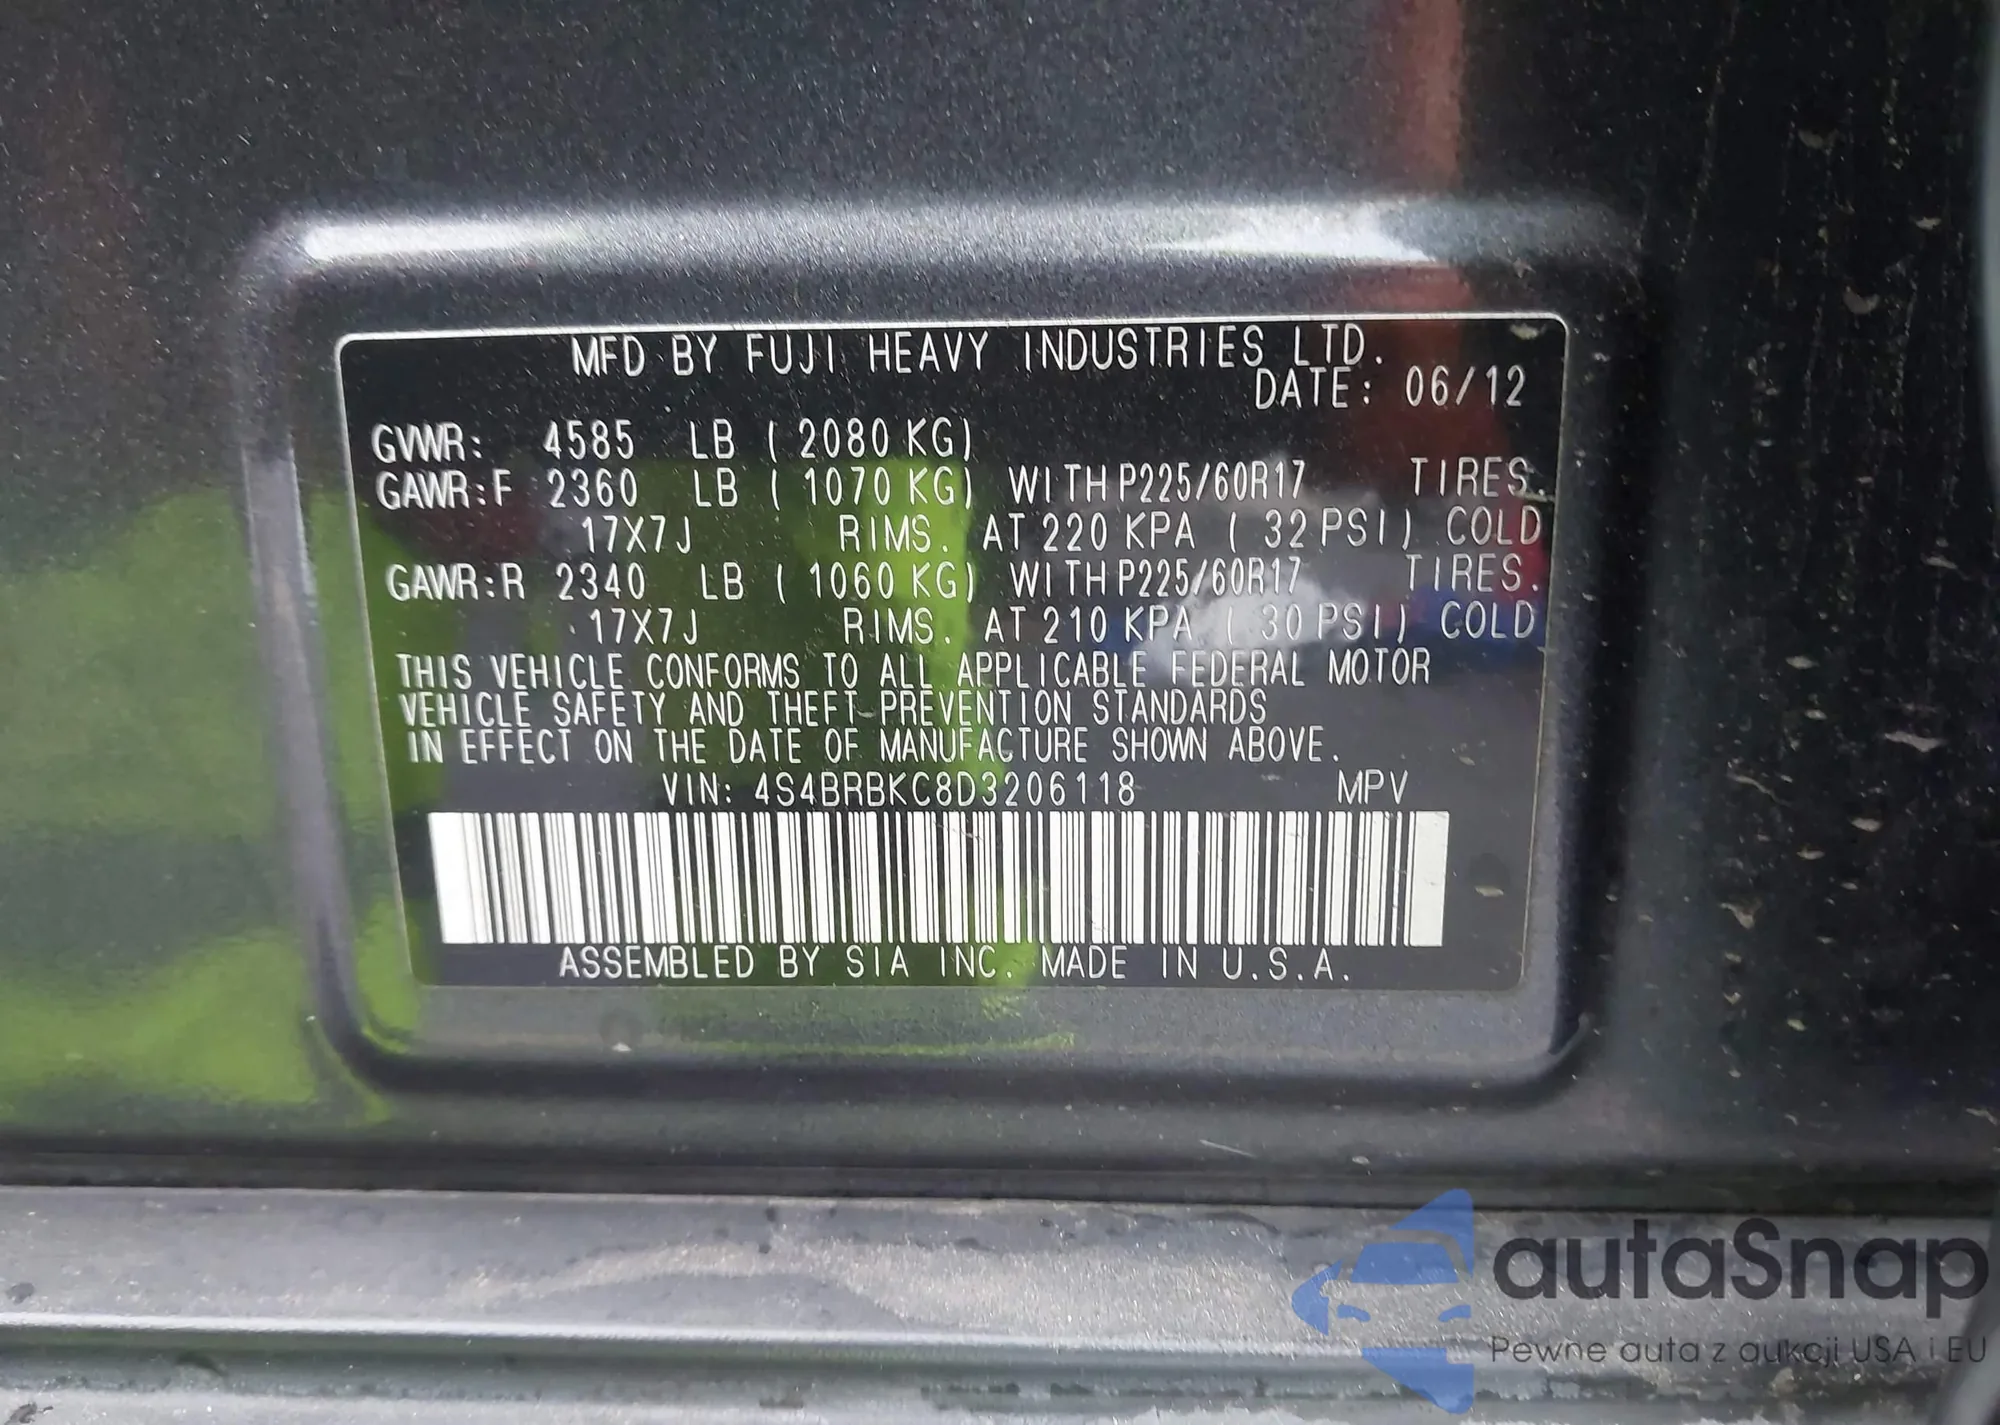 MFD BY FUJI HEAVY INDUSTRIES LTD.
DATE: 06/12
GVWR: 4585 LB ( 2080 KG)
GAWR:F 2360 LB ( 1070 KG) WITH P225/60R17 TIRES.
17X7J RIMS. AT 220 KPA ( 32 PSI) COLD
GAWR:R 2340 LB ( 1060 KG) WITH P225/60R17 TIRES.
17X7J RIMS. AT 210 KPA ( 30 PSI) COLD
THIS VEHICLE CONFORMS TO ALL APPLICABLE FEDERAL MOTOR
VEHICLE SAFETY AND THEFT PREVENTION STANDARDS
IN EFFECT ON THE DATE OF MANUFACTURE SHOWN ABOVE.
VIN: 4S4BRBKC8D3206118 MPV
ASSEMBLED BY SIA INC. MADE IN U.S.A.
autaSnap
Pewne auta z aukcji USA i EU